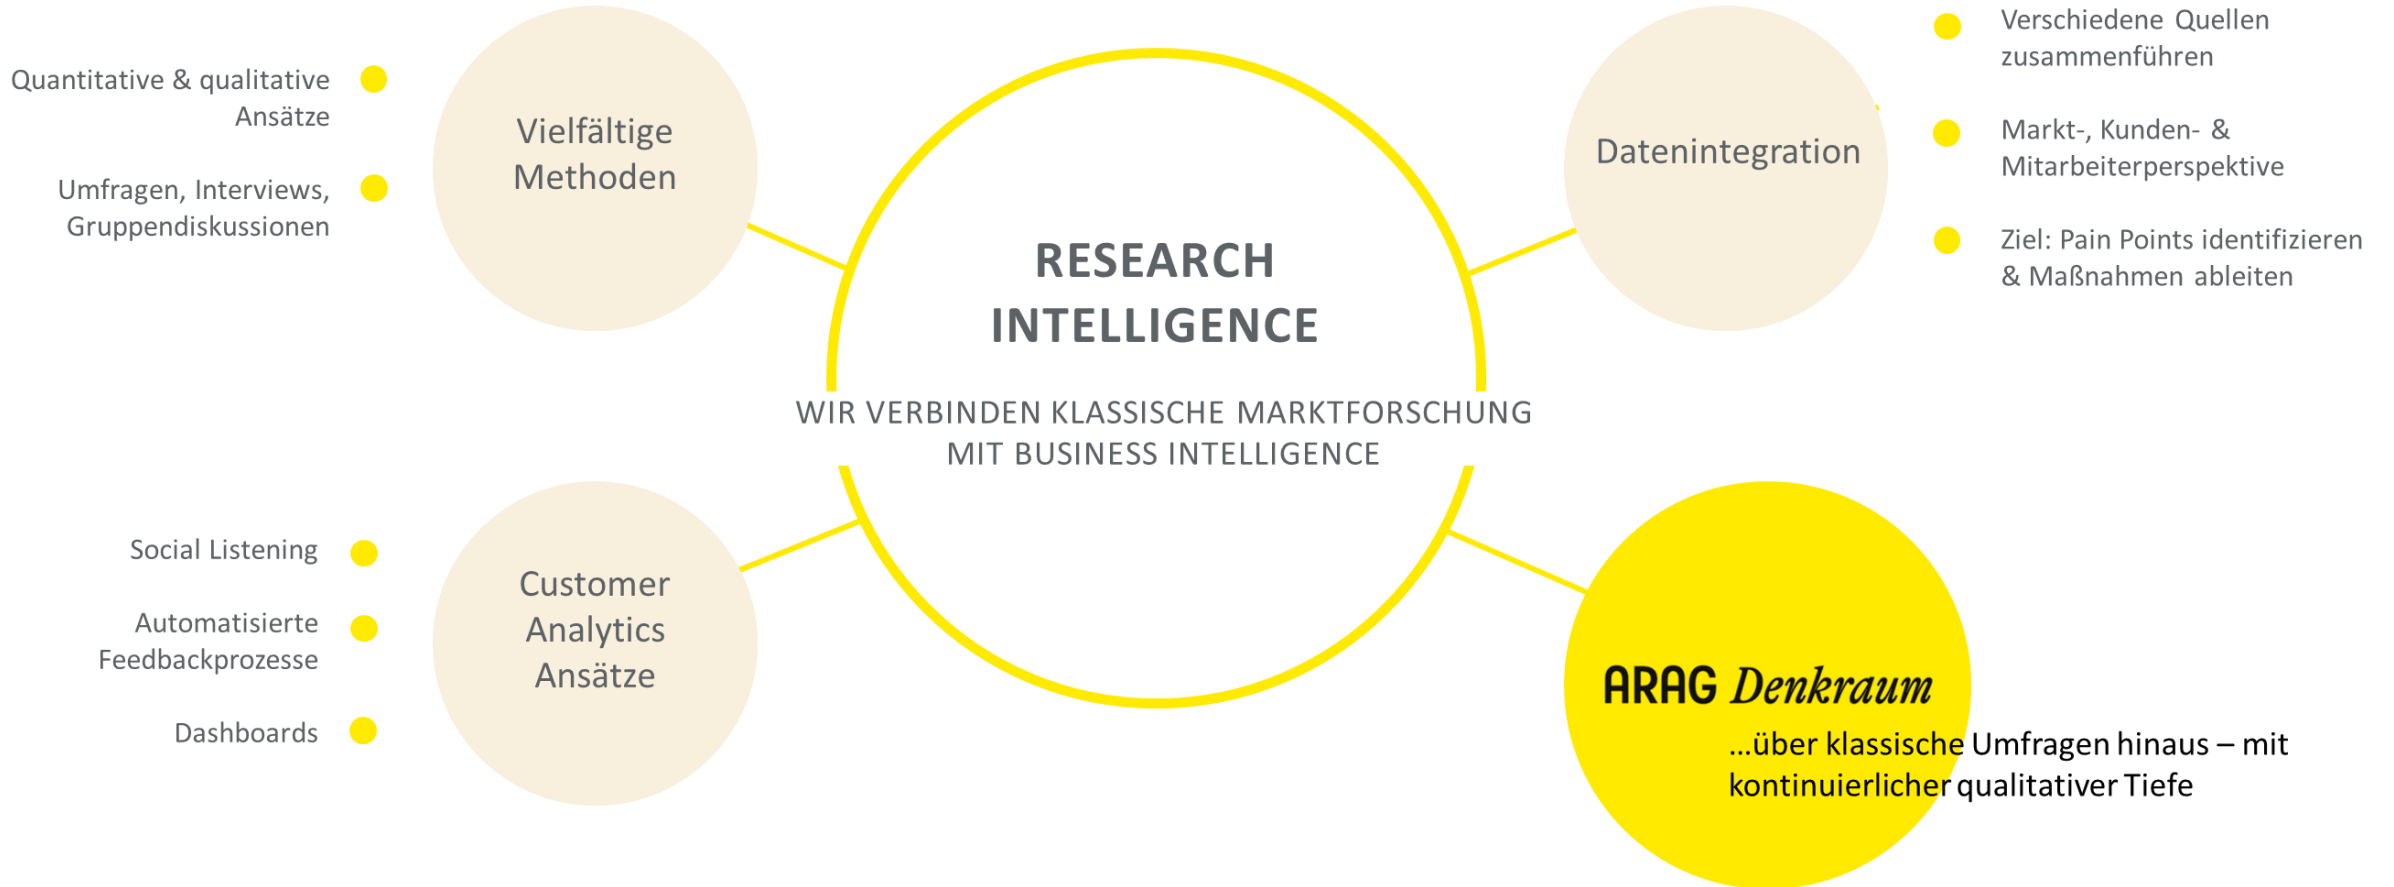 Quantitative & qualitative
Ansätze
Umfragen, Interviews,
Gruppendiskussionen
Vielfältige
Methoden
RESEARCH
INTELLIGENCE
WIR VERBINDEN KLASSISCHE MARKTFORSCHUNG
MIT BUSINESS INTELLIGENCE
Datenintegration
Verschiedene Quellen
zusammenführen
Markt-, Kunden- &
Mitarbeiterperspektive
Ziel: Pain Points identifizieren
& Maßnahmen ableiten
Social Listening
Automatisierte
Feedbackprozesse
Dashboards
Customer
Analytics
Ansätze
ARAG Denkraum
...über klassische Umfragen hinaus – mit
kontinuierlicher qualitativer Tiefe